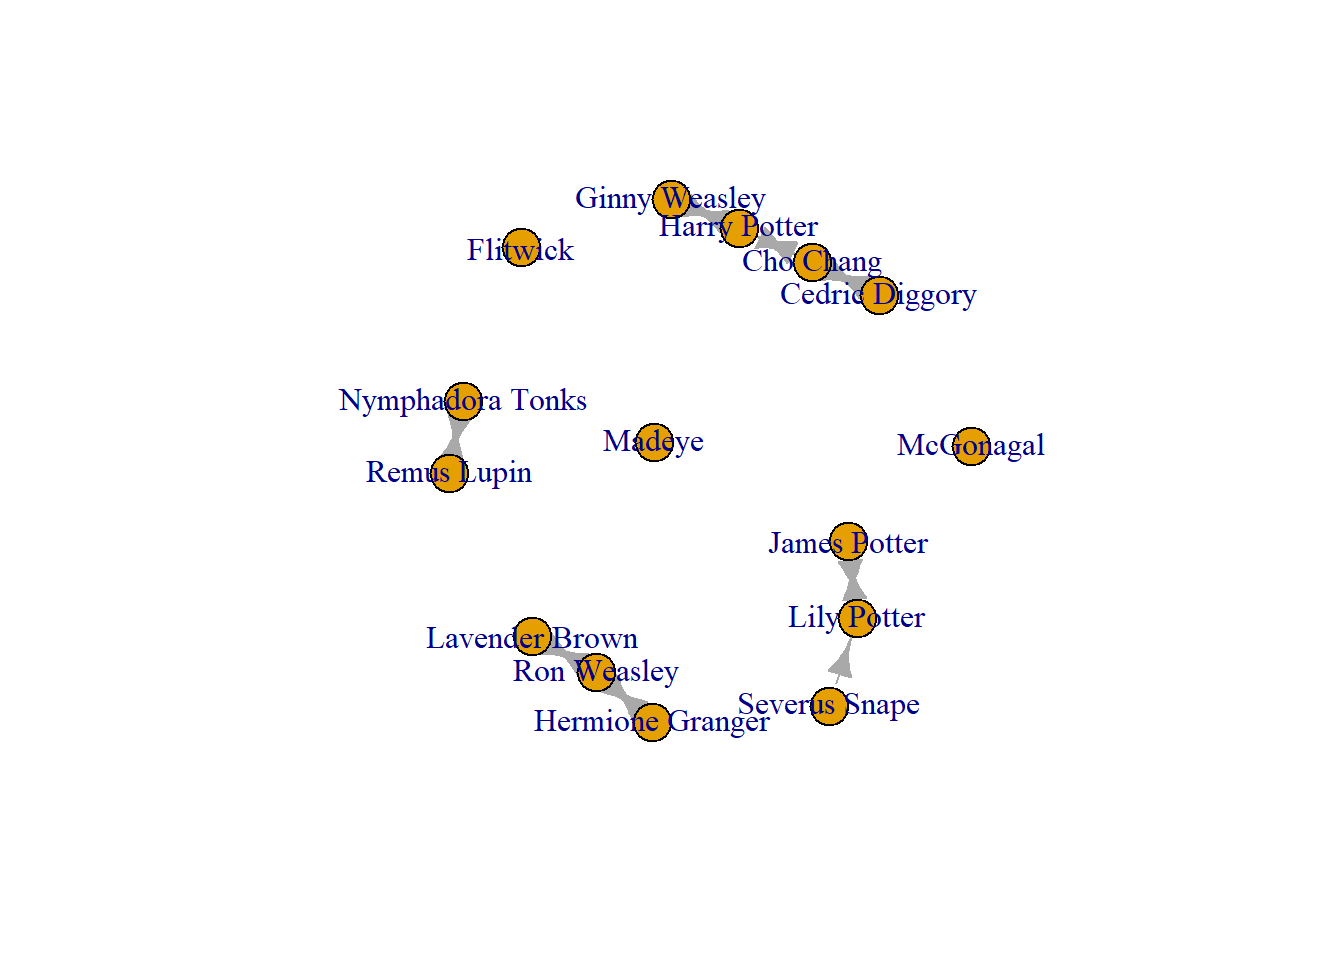 Ginny Weasley
Harry Potter
Flitwick
Cho Chang
Cedric Diggory
Nymphadora Tonks
Madeye
McGonagal
Remus Lupin
James Potter
Lily Potter
Lavender Brown
Ron Weasley
Severus Snape
Hermione Granger